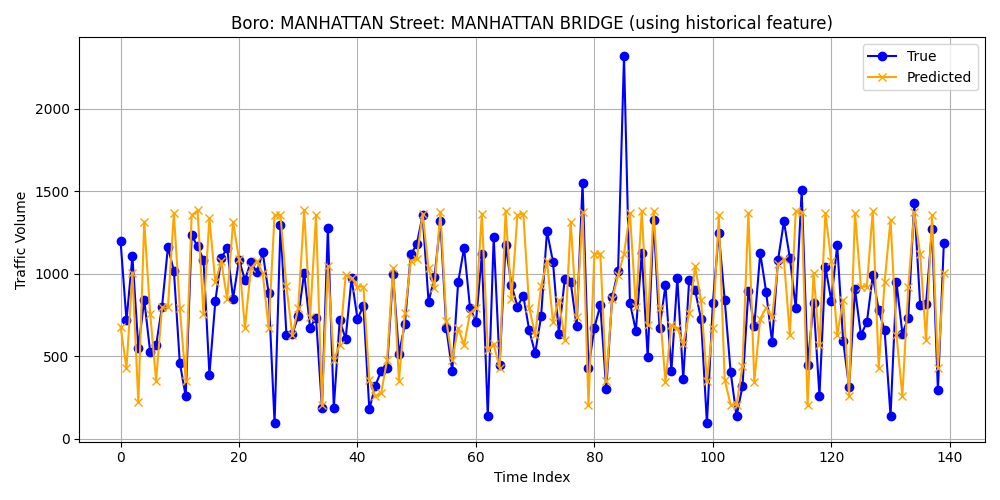 Boro: MANHATTAN Street: MANHATTAN BRIDGE (using historical feature)
True
Predicted
Traffic Volume
2000
1500
1000
500
0
0 20 40 60 80 100 120 140
Time Index